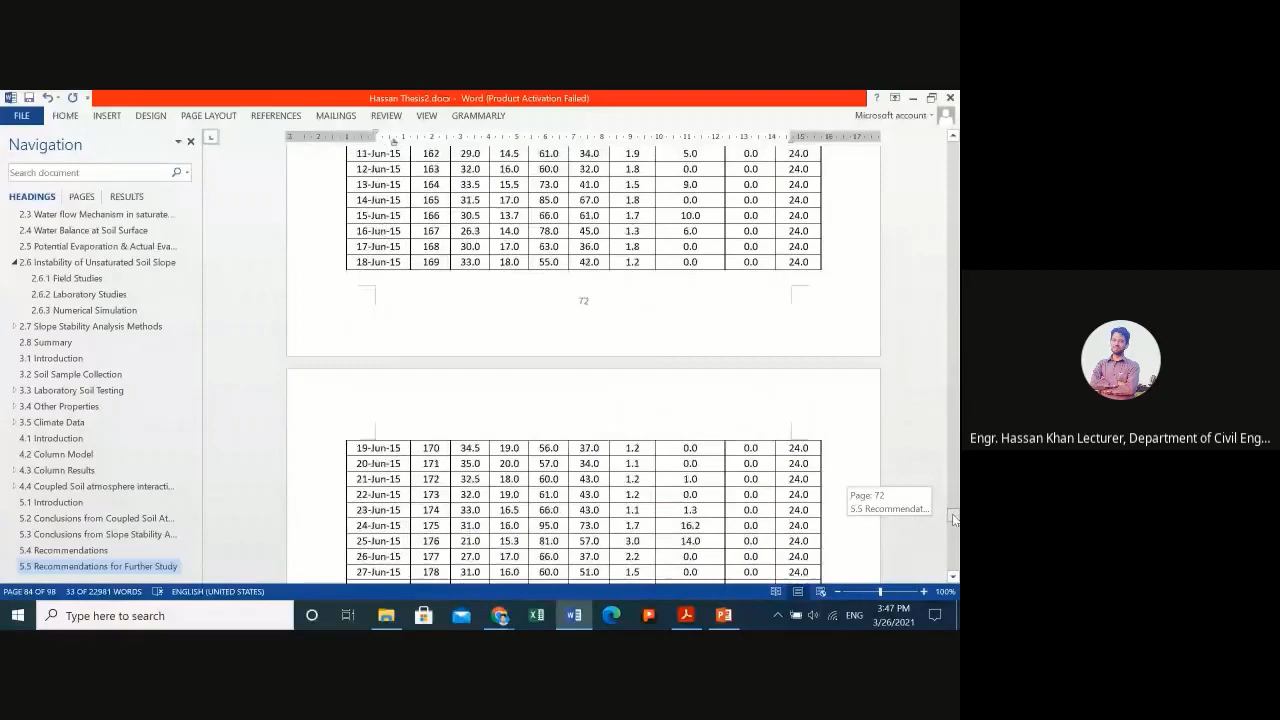 Hassan Thesis2.docx - Word (Product Activation Failed)
FILE HOME INSERT DESIGN PAGE LAYOUT REFERENCES MAILINGS REVIEW VIEW GRAMMARLY Microsoft account
Navigation
Search document
HEADINGS PAGES RESULTS
2.3 Water flow Mechanism in saturate...
2.4 Water Balance at Soil Surface
2.5 Potential Evaporation & Actual Eva...
2.6 Instability of Unsaturated Soil Slope
2.6.1 Field Studies
2.6.2 Laboratory Studies
2.6.3 Numerical Simulation
2.7 Slope Stability Analysis Methods
2.8 Summary
3.1 Introduction
3.2 Soil Sample Collection
3.3 Laboratory Soil Testing
3.4 Other Properties
3.5 Climate Data
4.1 Introduction
4.2 Column Model
4.3 Column Results
4.4 Coupled Soil atmosphere interacti...
5.1 Introduction
5.2 Conclusions from Coupled Soil At...
5.3 Conclusions from Slope Stability A...
5.4 Recommendations
5.5 Recommendations for Further Study
11-Jun-15 162 29.0 14.5 61.0 34.0 1.9 5.0 0.0 24.0
12-Jun-15 163 32.0 16.0 60.0 32.0 1.8 0.0 0.0 24.0
13-Jun-15 164 33.5 15.5 73.0 41.0 1.5 9.0 0.0 24.0
14-Jun-15 165 31.5 17.0 85.0 67.0 1.8 0.0 0.0 24.0
15-Jun-15 166 30.5 13.7 66.0 61.0 1.7 10.0 0.0 24.0
16-Jun-15 167 26.3 14.0 78.0 45.0 1.3 6.0 0.0 24.0
17-Jun-15 168 30.0 17.0 63.0 36.0 1.8 0.0 0.0 24.0
18-Jun-15 169 33.0 18.0 55.0 42.0 1.2 0.0 0.0 24.0
72
19-Jun-15 170 34.5 19.0 56.0 37.0 1.2 0.0 0.0 24.0
20-Jun-15 171 35.0 20.0 57.0 34.0 1.1 0.0 0.0 24.0
21-Jun-15 172 32.5 18.0 60.0 43.0 1.2 1.0 0.0 24.0
22-Jun-15 173 32.0 19.0 61.0 43.0 1.2 0.0 0.0 24.0
23-Jun-15 174 33.0 16.5 66.0 43.0 1.1 1.3 0.0 24.0
24-Jun-15 175 31.0 16.0 95.0 73.0 1.7 16.2 0.0 24.0
25-Jun-15 176 21.0 15.3 81.0 57.0 3.0 14.0 0.0 24.0
26-Jun-15 177 27.0 17.0 66.0 37.0 2.2 0.0 0.0 24.0
27-Jun-15 178 31.0 16.0 60.0 51.0 1.5 0.0 0.0 24.0
Page: 72
5.5 Recommendat...
PAGE 84 OF 98 33 OF 22981 WORDS ENGLISH (UNITED STATES) 100%
Type here to search
ENG
3:47 PM
3/26/2021
Engr. Hassan Khan Lecturer, Department of Civil Eng...